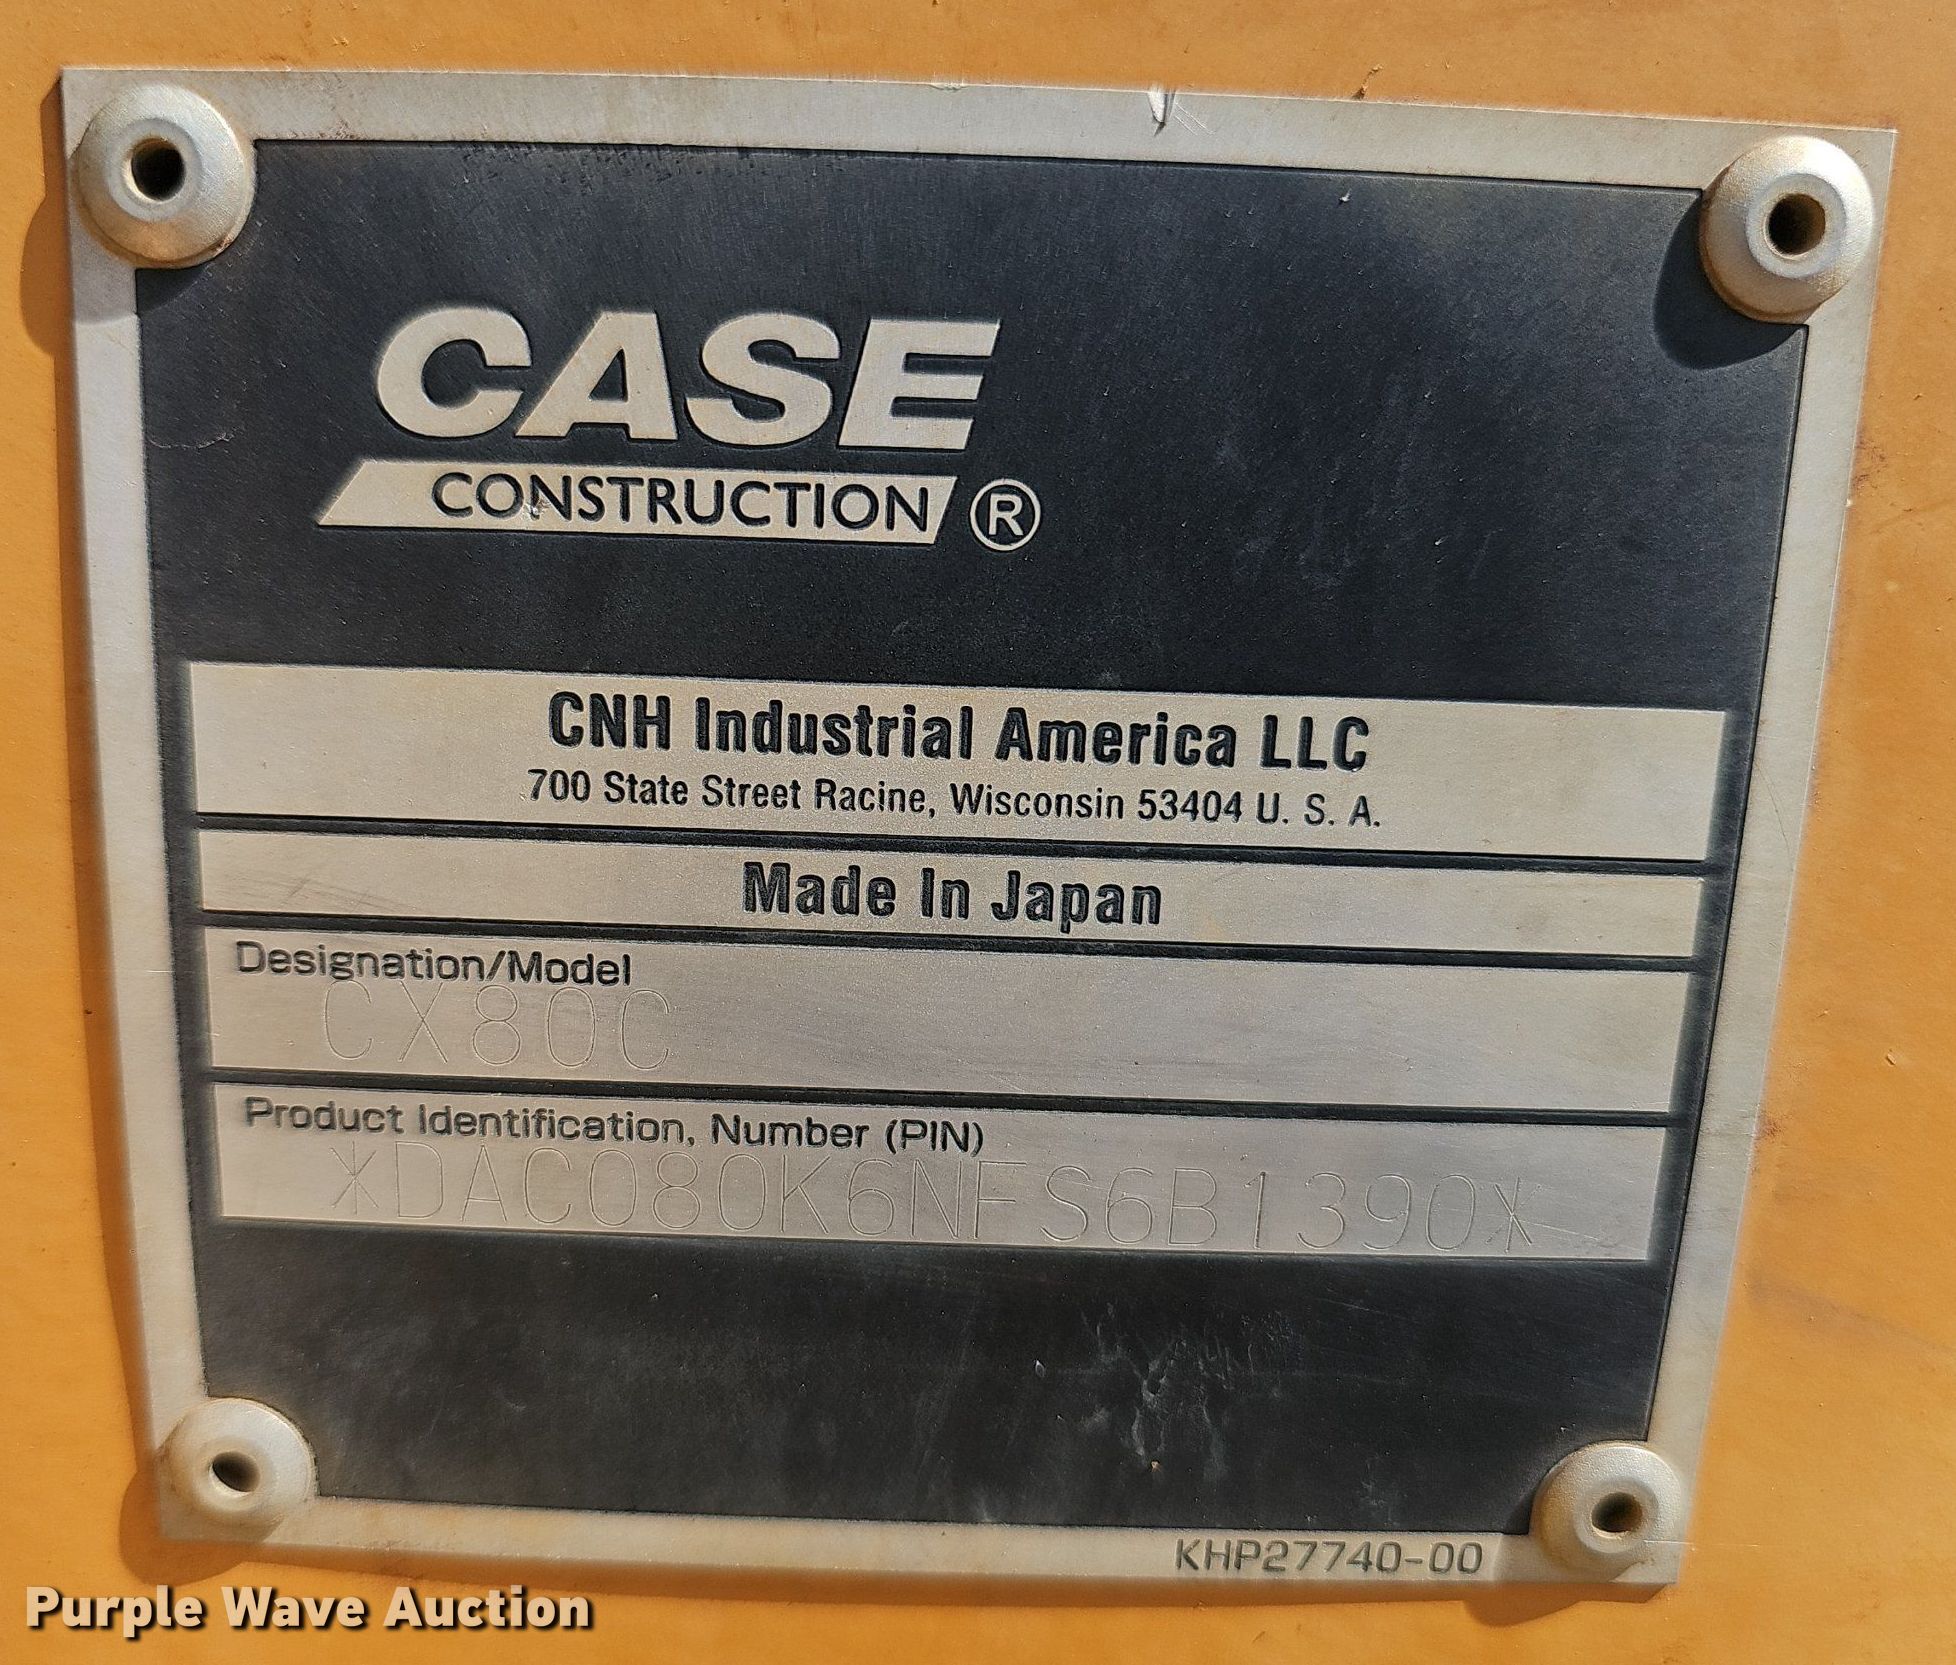 CASE
CONSTRUCTION ®
CNH Industrial America LLC
700 State Street Racine, Wisconsin 53404 U. S. A.
Made In Japan
Designation/Model
CX80C
Product Identification, Number (PIN)
*DAC080K6NFS6B1390*
KHP27740-00
Purple Wave Auction